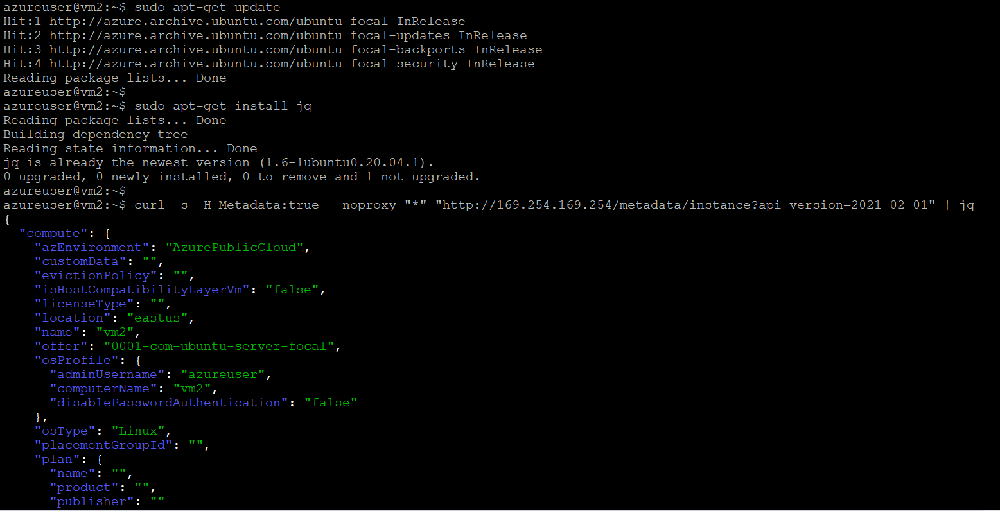 azureuser@vm2:~$ sudo apt-get update
Hit:1 http://azure.archive.ubuntu.com/ubuntu focal InRelease
Hit:2 http://azure.archive.ubuntu.com/ubuntu focal-updates InRelease
Hit:3 http://azure.archive.ubuntu.com/ubuntu focal-backports InRelease
Hit:4 http://azure.archive.ubuntu.com/ubuntu focal-security InRelease
Reading package lists... Done
azureuser@vm2:~$
azureuser@vm2:~$ sudo apt-get install jq
Reading package lists... Done
Building dependency tree
Reading state information... Done
jq is already the newest version (1.6-1ubuntu0.20.04.1).
0 upgraded, 0 newly installed, 0 to remove and 1 not upgraded.
azureuser@vm2:~$
azureuser@vm2:~$ curl -s -H Metadata:true --noproxy "*" "http://169.254.169.254/metadata/instance?api-version=2021-02-01" | jq
{
  "compute": {
    "azEnvironment": "AzurePublicCloud",
    "customData": "",
    "evictionPolicy": "",
    "isHostCompatibilityLayerVm": "false",
    "licenseType": "",
    "location": "eastus",
    "name": "vm2",
    "offer": "0001-com-ubuntu-server-focal",
    "osProfile": {
      "adminUsername": "azureuser",
      "computerName": "vm2",
      "disablePasswordAuthentication": "false"
    },
    "osType": "Linux",
    "placementGroupId": "",
    "plan": {
      "name": "",
      "product": "",
      "publisher": ""